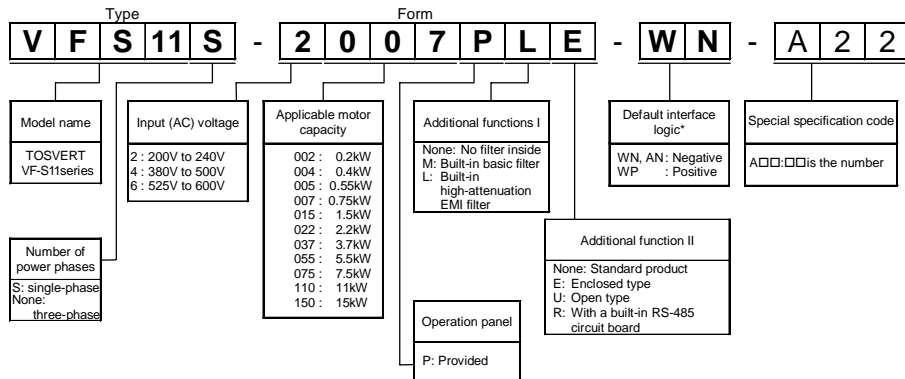 Type
Form
V F S 11 S - 2 0 0 7 P L E - W N - A 2 2
Model name
TOSVERT
VF-S11series
Number of
power phases
S: single-phase
None:
three-phase
Input (AC) voltage
2 : 200V to 240V
4 : 380V to 500V
6 : 525V to 600V
Applicable motor
capacity
002 : 0.2kW
004 : 0.4kW
005 : 0.55kW
007 : 0.75kW
015 : 1.5kW
022 : 2.2kW
037 : 3.7kW
055 : 5.5kW
075 : 7.5kW
110 : 11kW
150 : 15kW
Operation panel
P: Provided
Additional functions I
None: No filter inside
M: Built-in basic filter
L: Built-in
high-attenuation
EMI filter
Additional function II
None: Standard product
E: Enclosed type
U: Open type
R: With a built-in RS-485
circuit board
Default interface
logic*
WN, AN : Negative
WP : Positive
Special specification code
A□□:□□is the number